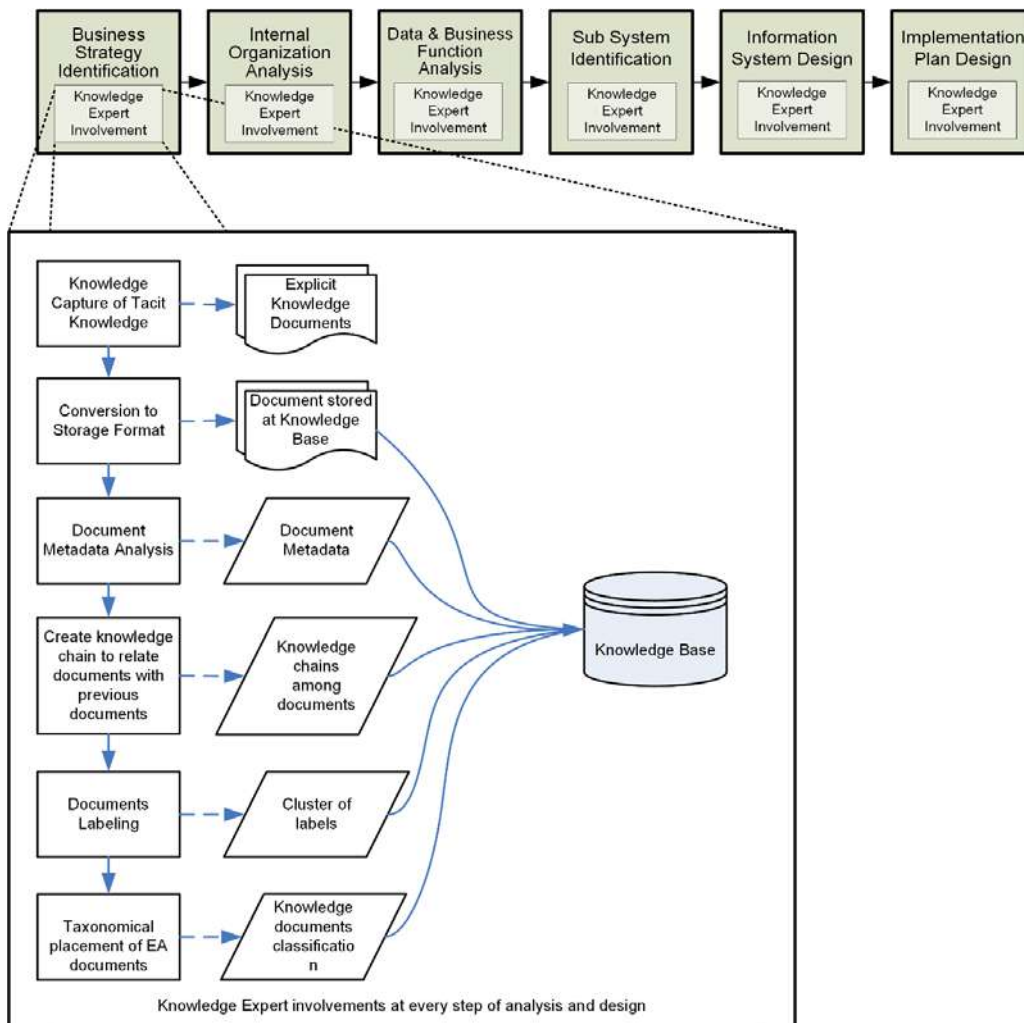 Business
Strategy
Identification
Knowledge
Expert
Involvement
Internal
Organization
Analysis
Knowledge
Expert
Involvement
Data & Business
Function
Analysis
Knowledge
Expert
Involvement
Sub System
Identification
Knowledge
Expert
Involvement
Information
System Design
Knowledge
Expert
Involvement
Implementation
Plan Design
Knowledge
Expert
Involvement
Knowledge
Capture of Tacit
Knowledge
Explicit
Knowledge
Documents
Conversion to
Storage Format
Document stored
at Knowledge
Base
Document
Metadata Analysis
Document
Metadata
Create knowledge
chain to relate
documents with
previous
documents
Knowledge
chains
among
documents
Knowledge Base
Documents
Labeling
Cluster of
labels
Taxonomical
placement of EA
documents
Knowledge
documents
classificatio
n
Knowledge Expert involvements at every step of analysis and design